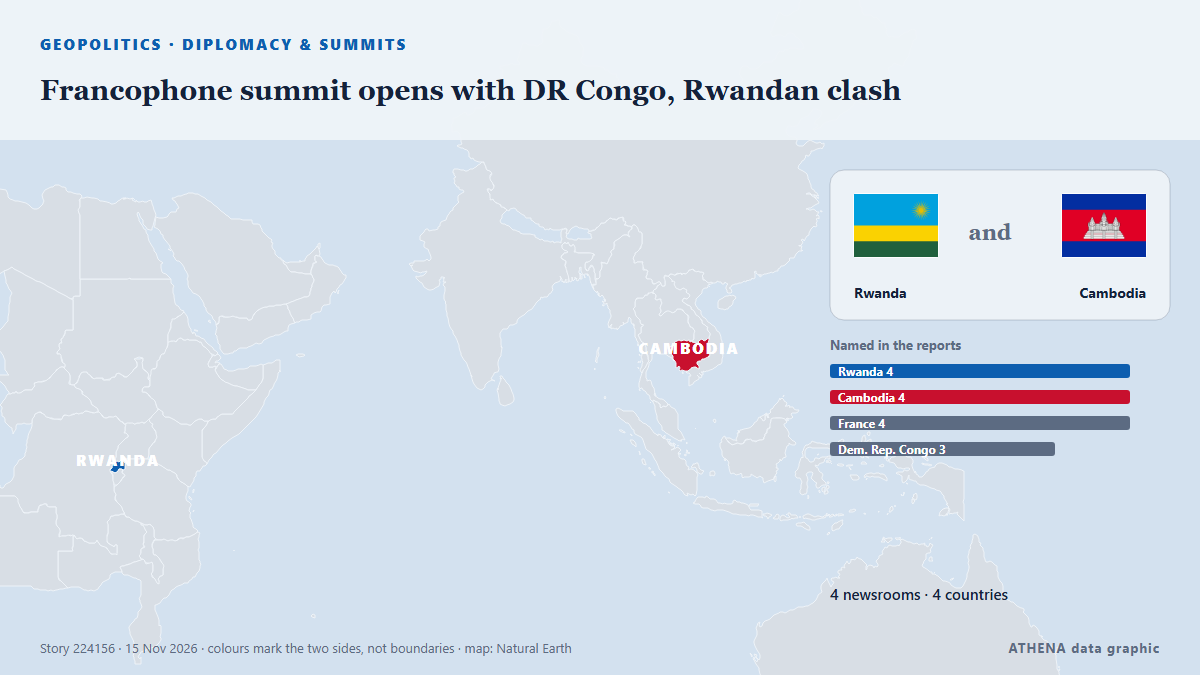 GEOPOLITICS · DIPLOMACY & SUMMITS
Francophone summit opens with DR Congo, Rwandan clash
and
Rwanda
Cambodia
Named in the reports
Rwanda 4
Cambodia 4
France 4
Dem. Rep. Congo 3
CAMBODIA
RWANDA
4 newsrooms · 4 countries
Story 224156 · 15 Nov 2026 · colours mark the two sides, not boundaries · map: Natural Earth
ATHENA data graphic